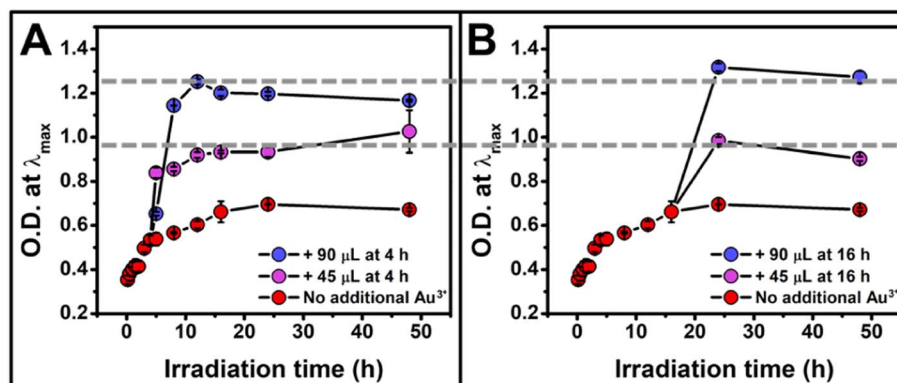 A
B
1.4
1.2
1.0
0.8
0.6
0.4
0.2
O.D. at λmax
0 10 20 30 40 50
Irradiation time (h)
+ 90 μL at 4 h
+ 45 μL at 4 h
No additional Au³⁺
1.4
1.2
1.0
0.8
0.6
0.4
0.2
O.D. at λmax
0 10 20 30 40 50
Irradiation time (h)
+ 90 μL at 16 h
+ 45 μL at 16 h
No additional Au³⁺